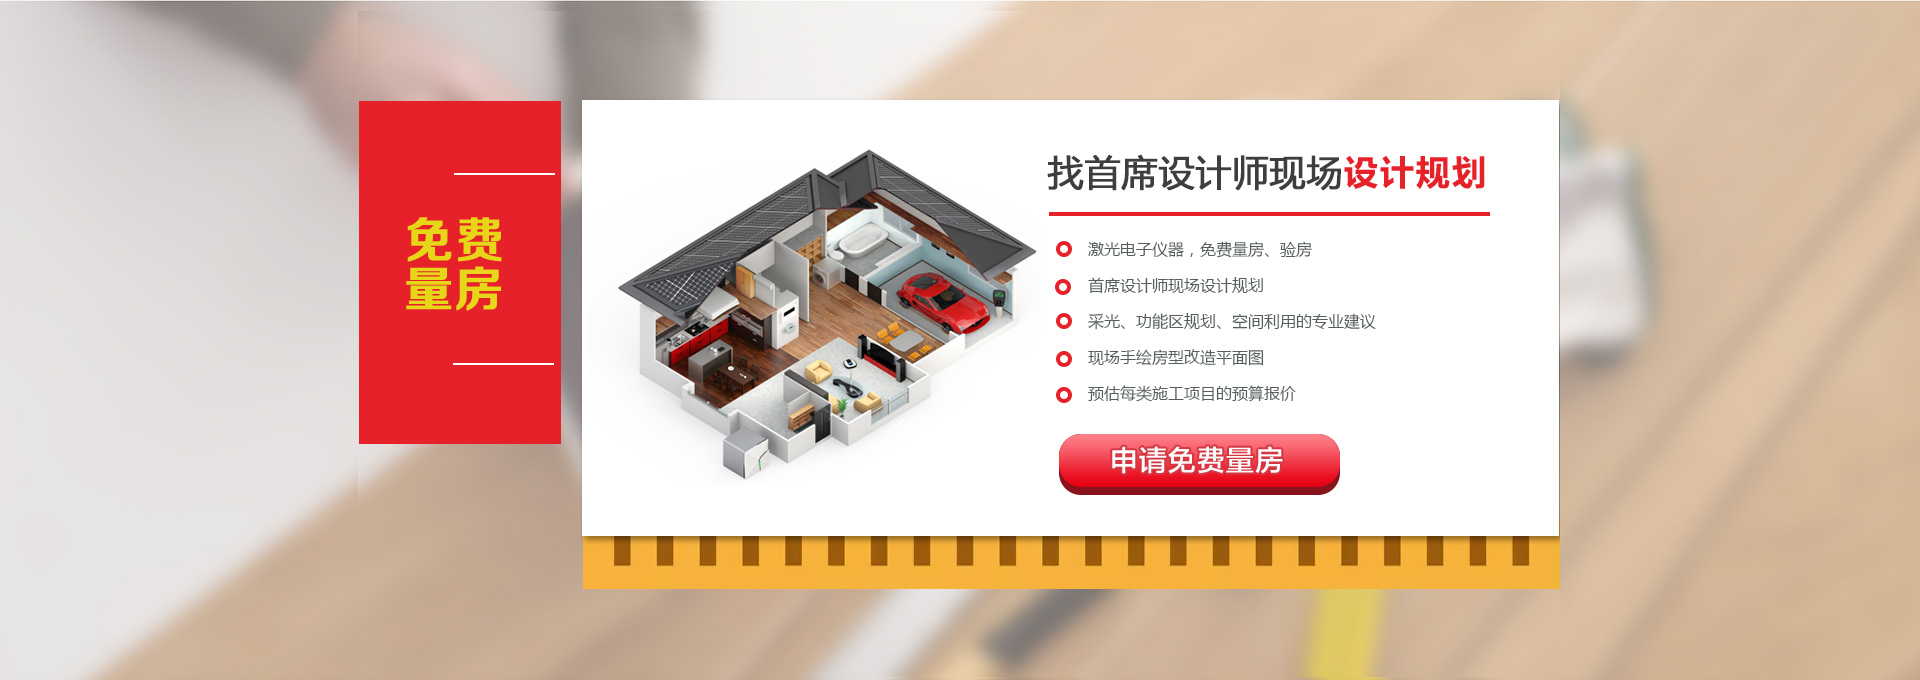 免费
量房
找首席设计师现场设计规划
激光电子仪器，免费量房、验房
首席设计师现场设计规划
采光、功能区规划、空间利用的专业建议
现场手绘房型改造平面图
预估每类施工项目的预算报价
申请免费量房